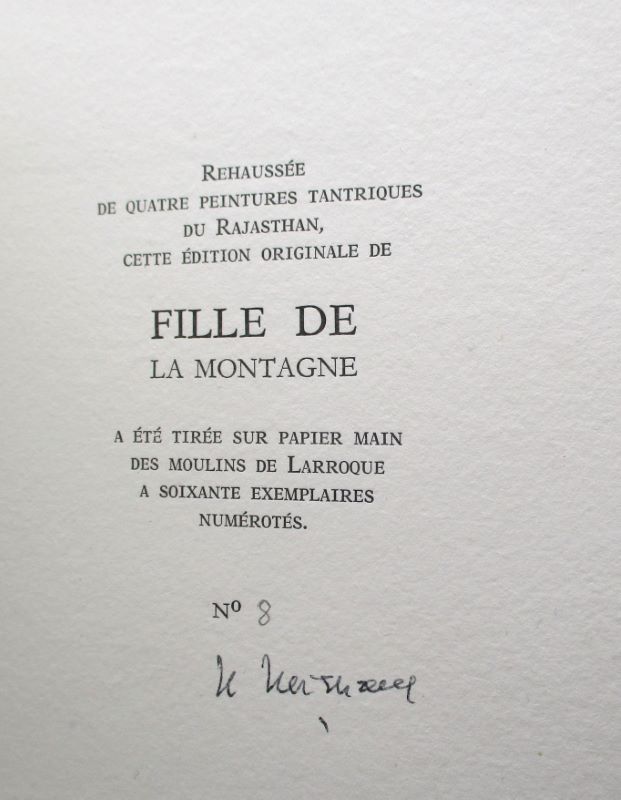 REHAUSSÉE
DE QUATRE PEINTURES TANTRIQUES
DU RAJASTHAN,
CETTE ÉDITION ORIGINALE DE
FILLE DE
LA MONTAGNE
A ÉTÉ TIRÉE SUR PAPIER MAIN
DES MOULINS DE LARROQUE
A SOIXANTE EXEMPLAIRES
NUMÉROTÉS.
Nº 8